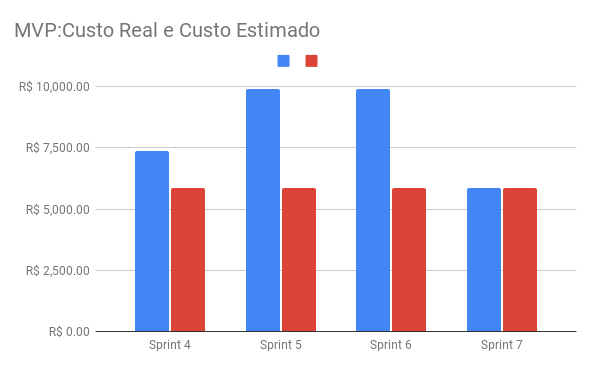 MVP:Custo Real e Custo Estimado
R$ 10,000.00
R$ 7,500.00
R$ 5,000.00
R$ 2,500.00
R$ 0.00
Sprint 4
Sprint 5
Sprint 6
Sprint 7